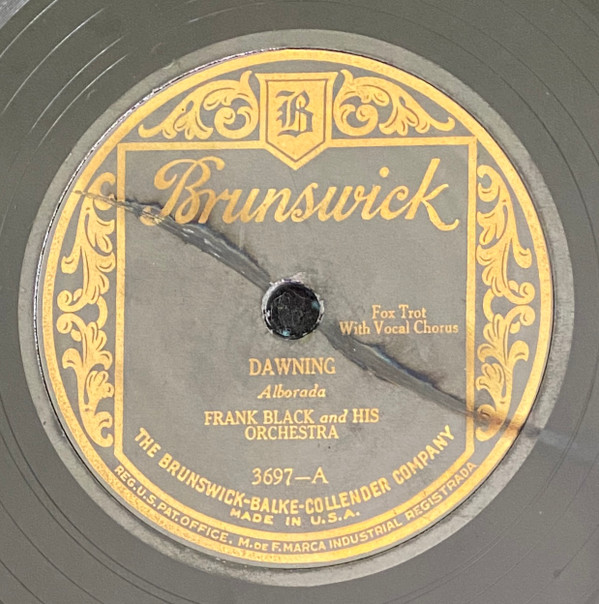 B
Brunswick
Fox Trot
With Vocal Chorus
DAWNING
Alborada
FRANK BLACK and HIS
ORCHESTRA
3697-A
THE BRUNSWICK-BALKE-COLLENDER COMPANY
MADE IN U.S.A.
REG.U.S.PAT.OFFICE. M. DE F. MARCA INDUSTRIAL REGISTRADA